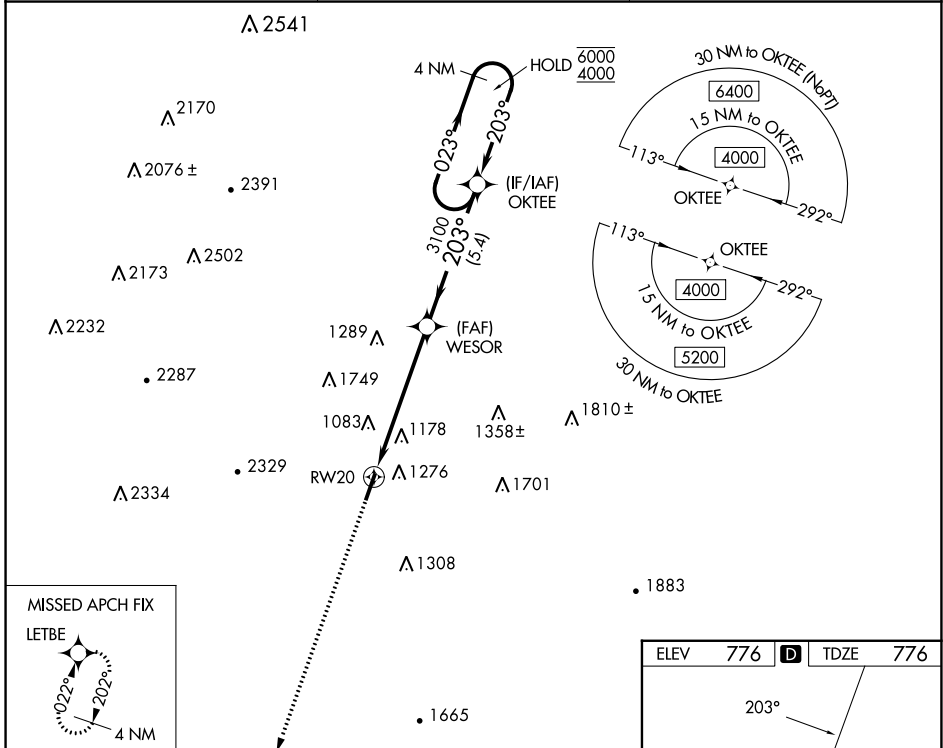 2541
4 NM
HOLD 6000
4000
203°
023°
2170
2076 ±
2391
(IF/IAF)
OKTEE
3100
203°
(5.4)
2173
2502
2232
1289
(FAF)
WESOR
2287
1749
1083
1178
1358±
1810 ±
2329
RW20
1276
1701
2334
1308
1883
1665
30 NM to OKTEE (NoPT)
6400
15 NM to OKTEE
4000
113°
OKTEE
292°
113°
OKTEE
4000
292°
15 NM to OKTEE
5200
30 NM to OKTEE
MISSED APCH FIX
LETBE
022°
202°
4 NM
ELEV 776 D TDZE 776
203°